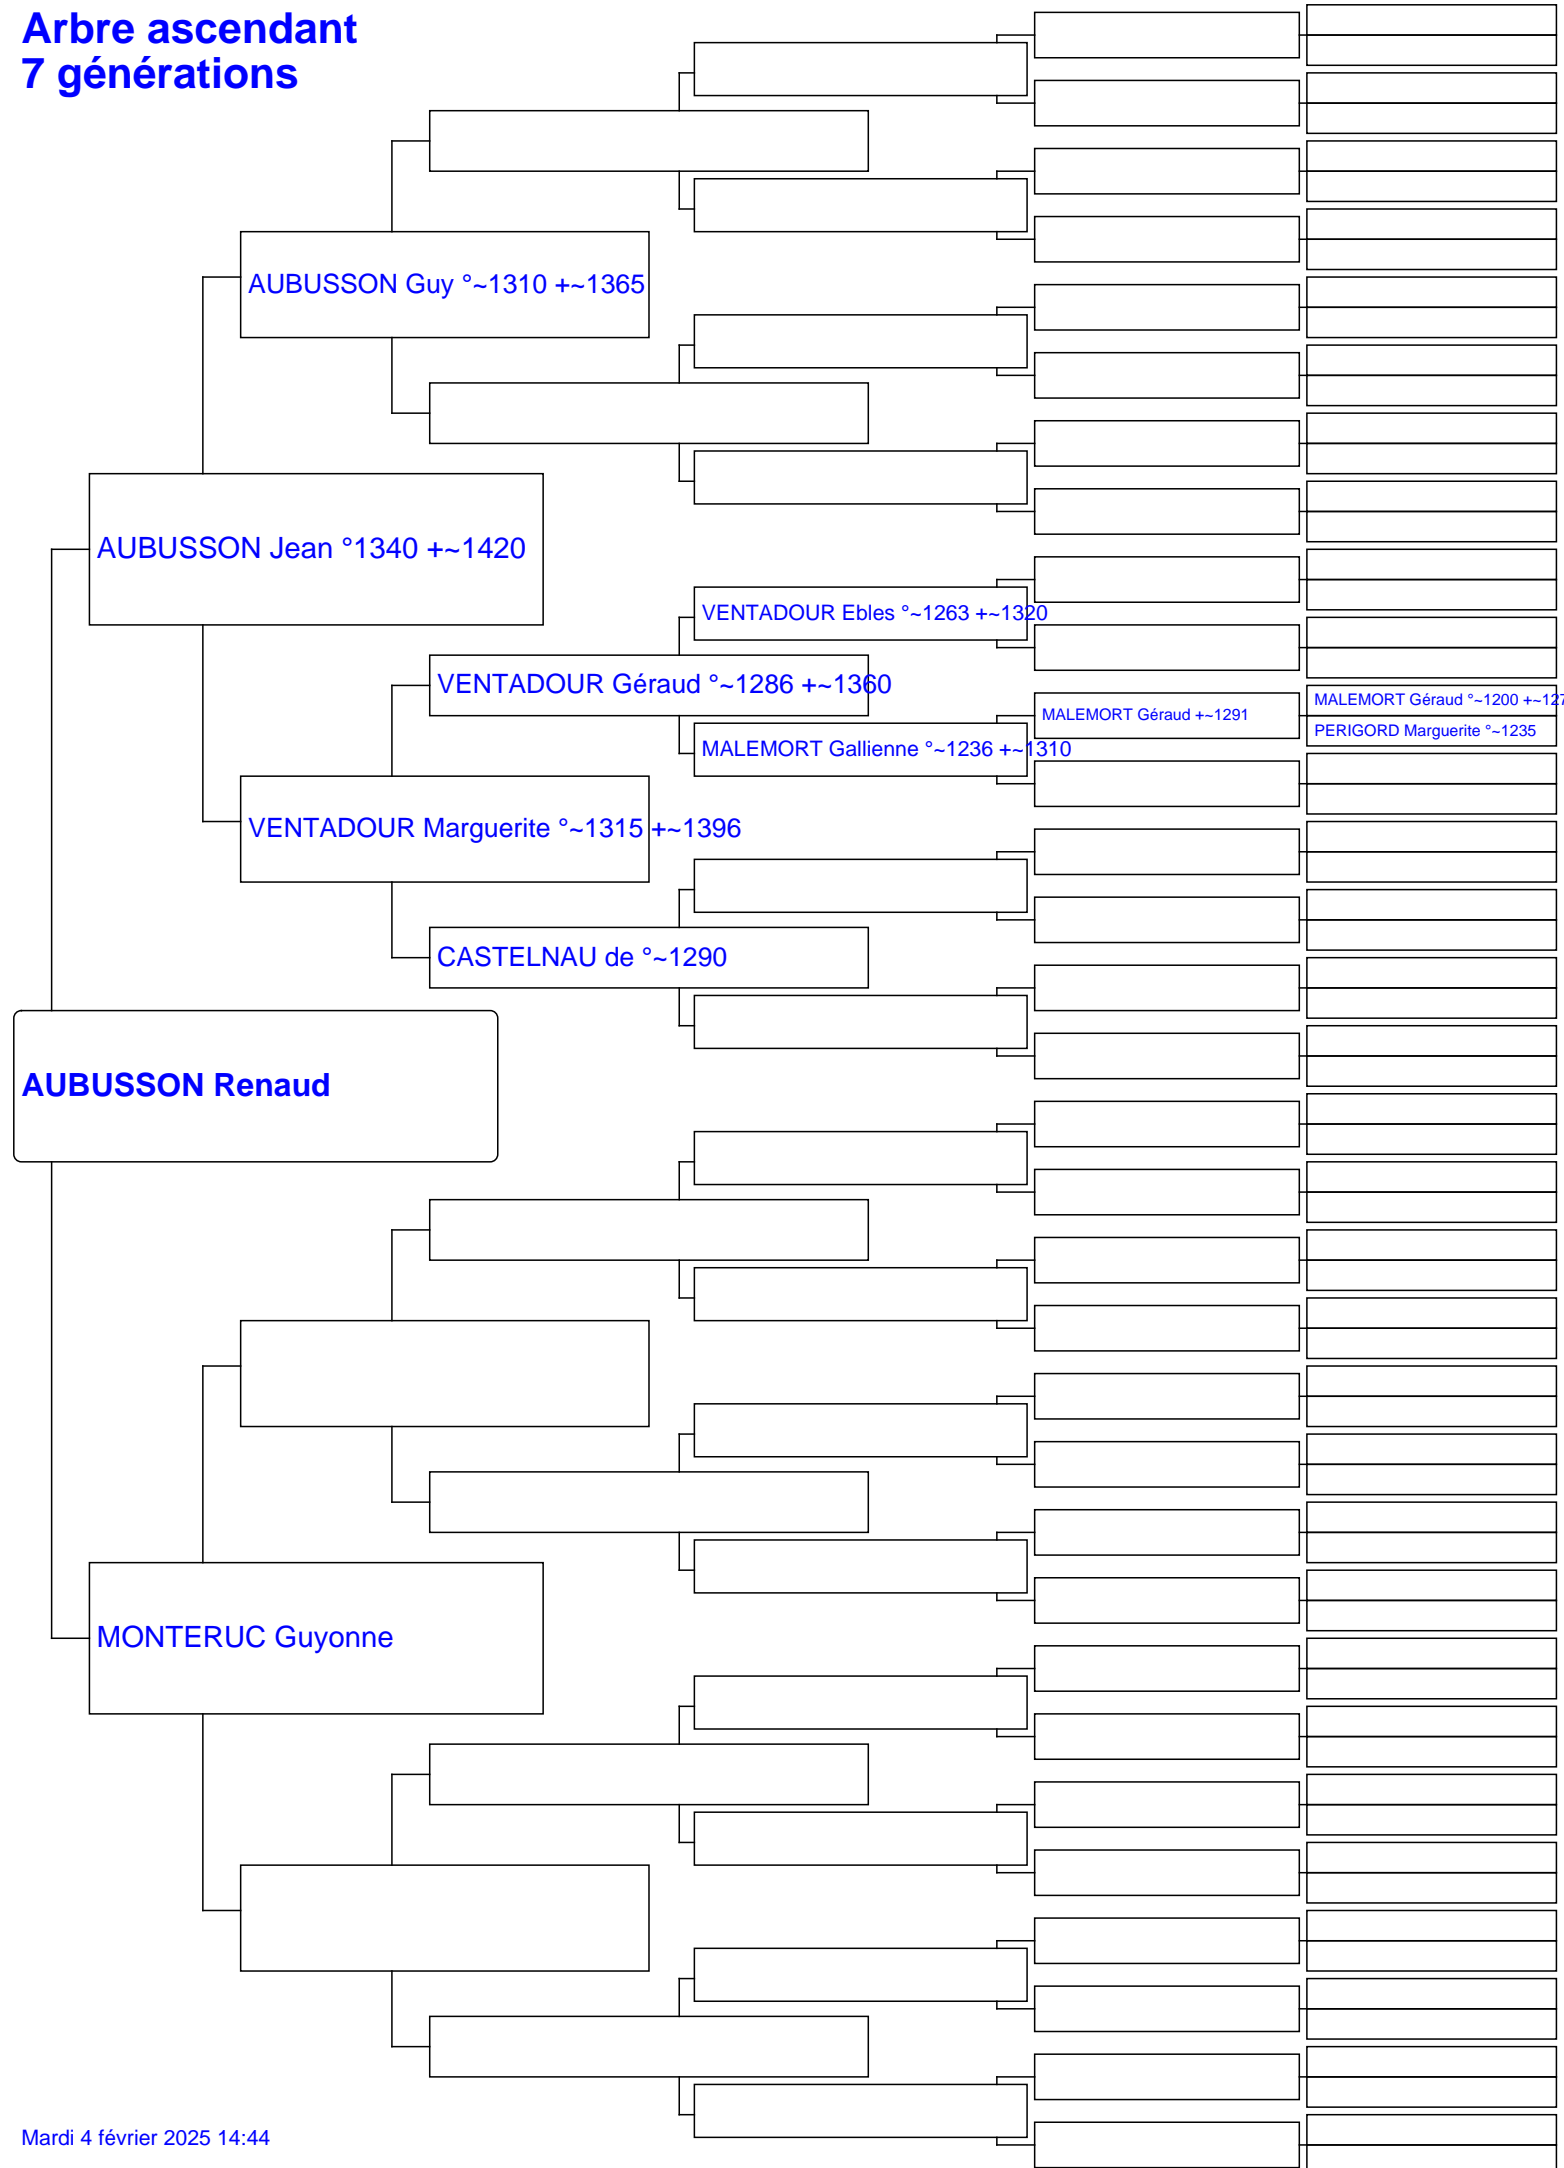 Arbre ascendant
7 générations
AUBUSSON Guy °~1310 +~1365
AUBUSSON Jean °1340 +~1420
VENTADOUR Ebles °~1263 +~1320
VENTADOUR Géraud °~1286 +~1360
MALEMORT Géraud °~1200 +~127
MALEMORT Géraud +~1291
PERIGORD Marguerite °~1235
MALEMORT Gallienne °~1236 +~1310
VENTADOUR Marguerite °~1315 +~1396
CASTELNAU de °~1290
AUBUSSON Renaud
MONTERUC Guyonne
Mardi 4 février 2025 14:44